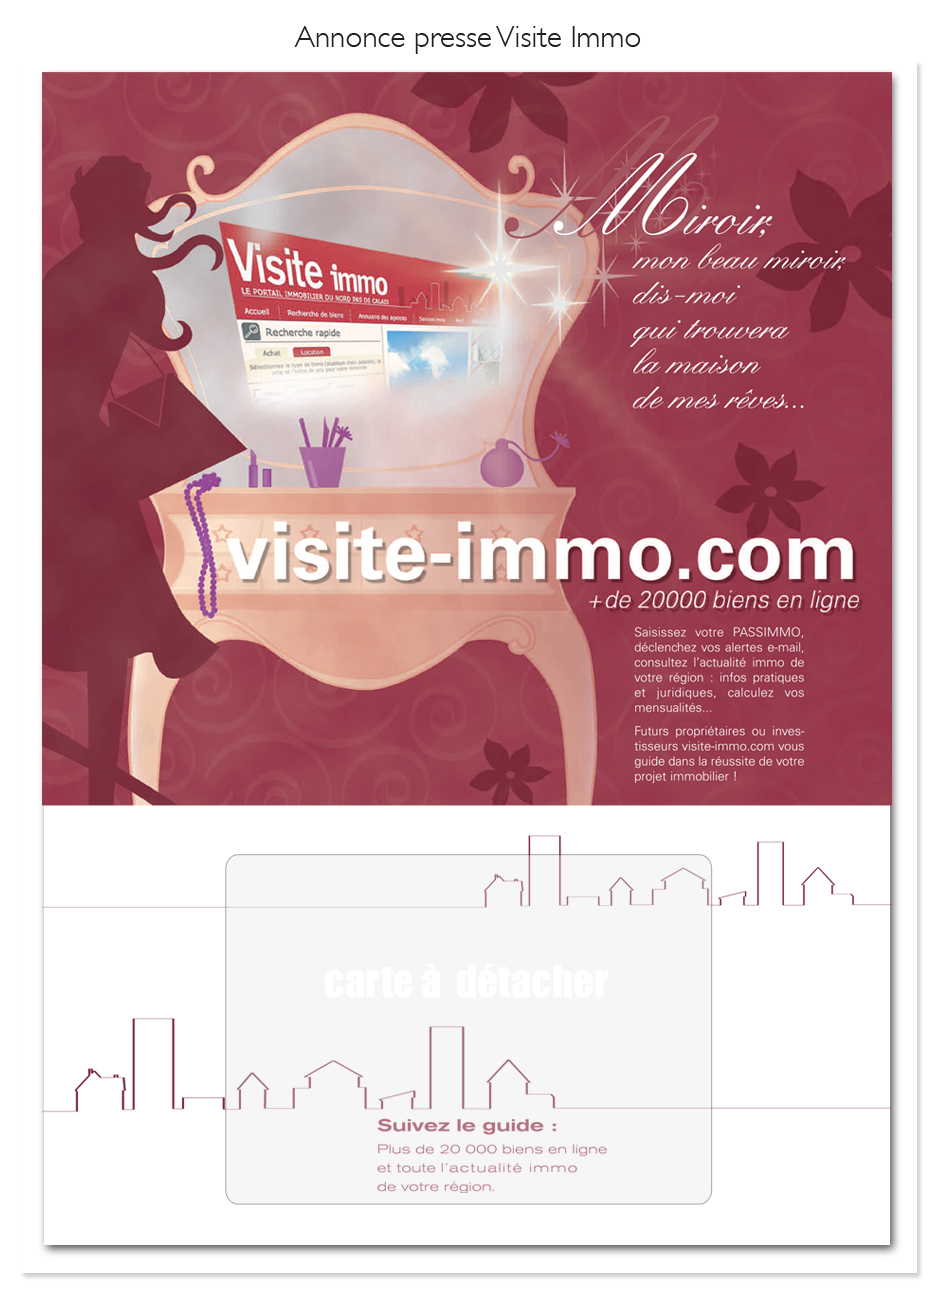 Annonce presse Visite Immo
Miroir,
mon beau miroir,
dis-moi
qui trouvera
la maison
de mes rêves...
Visite immo
LE PORTAIL IMMOBILIER DU NORD PAS DE CALAIS
Accueil Recherche de biens Annuaire des agences Services immo
Recherche rapide
Achat Location
visite-immo.com
+de 20000 biens en ligne
Saisissez votre PASSIMMO,
déclenchez vos alertes e-mail,
consultez l'actualité immo de
votre région : infos pratiques
et juridiques, calculez vos
mensualités...
Futurs propriétaires ou inves-
tisseurs visite-immo.com vous
guide dans la réussite de votre
projet immobilier !
carte à détacher
Suivez le guide :
Plus de 20 000 biens en ligne
et toute l'actualité immo
de votre région.